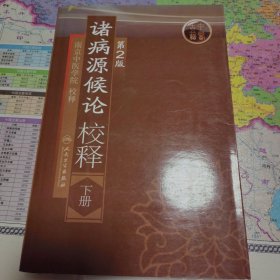 诸病源候论校释
第2版
下册
南京中医学院 校释
人民卫生出版社